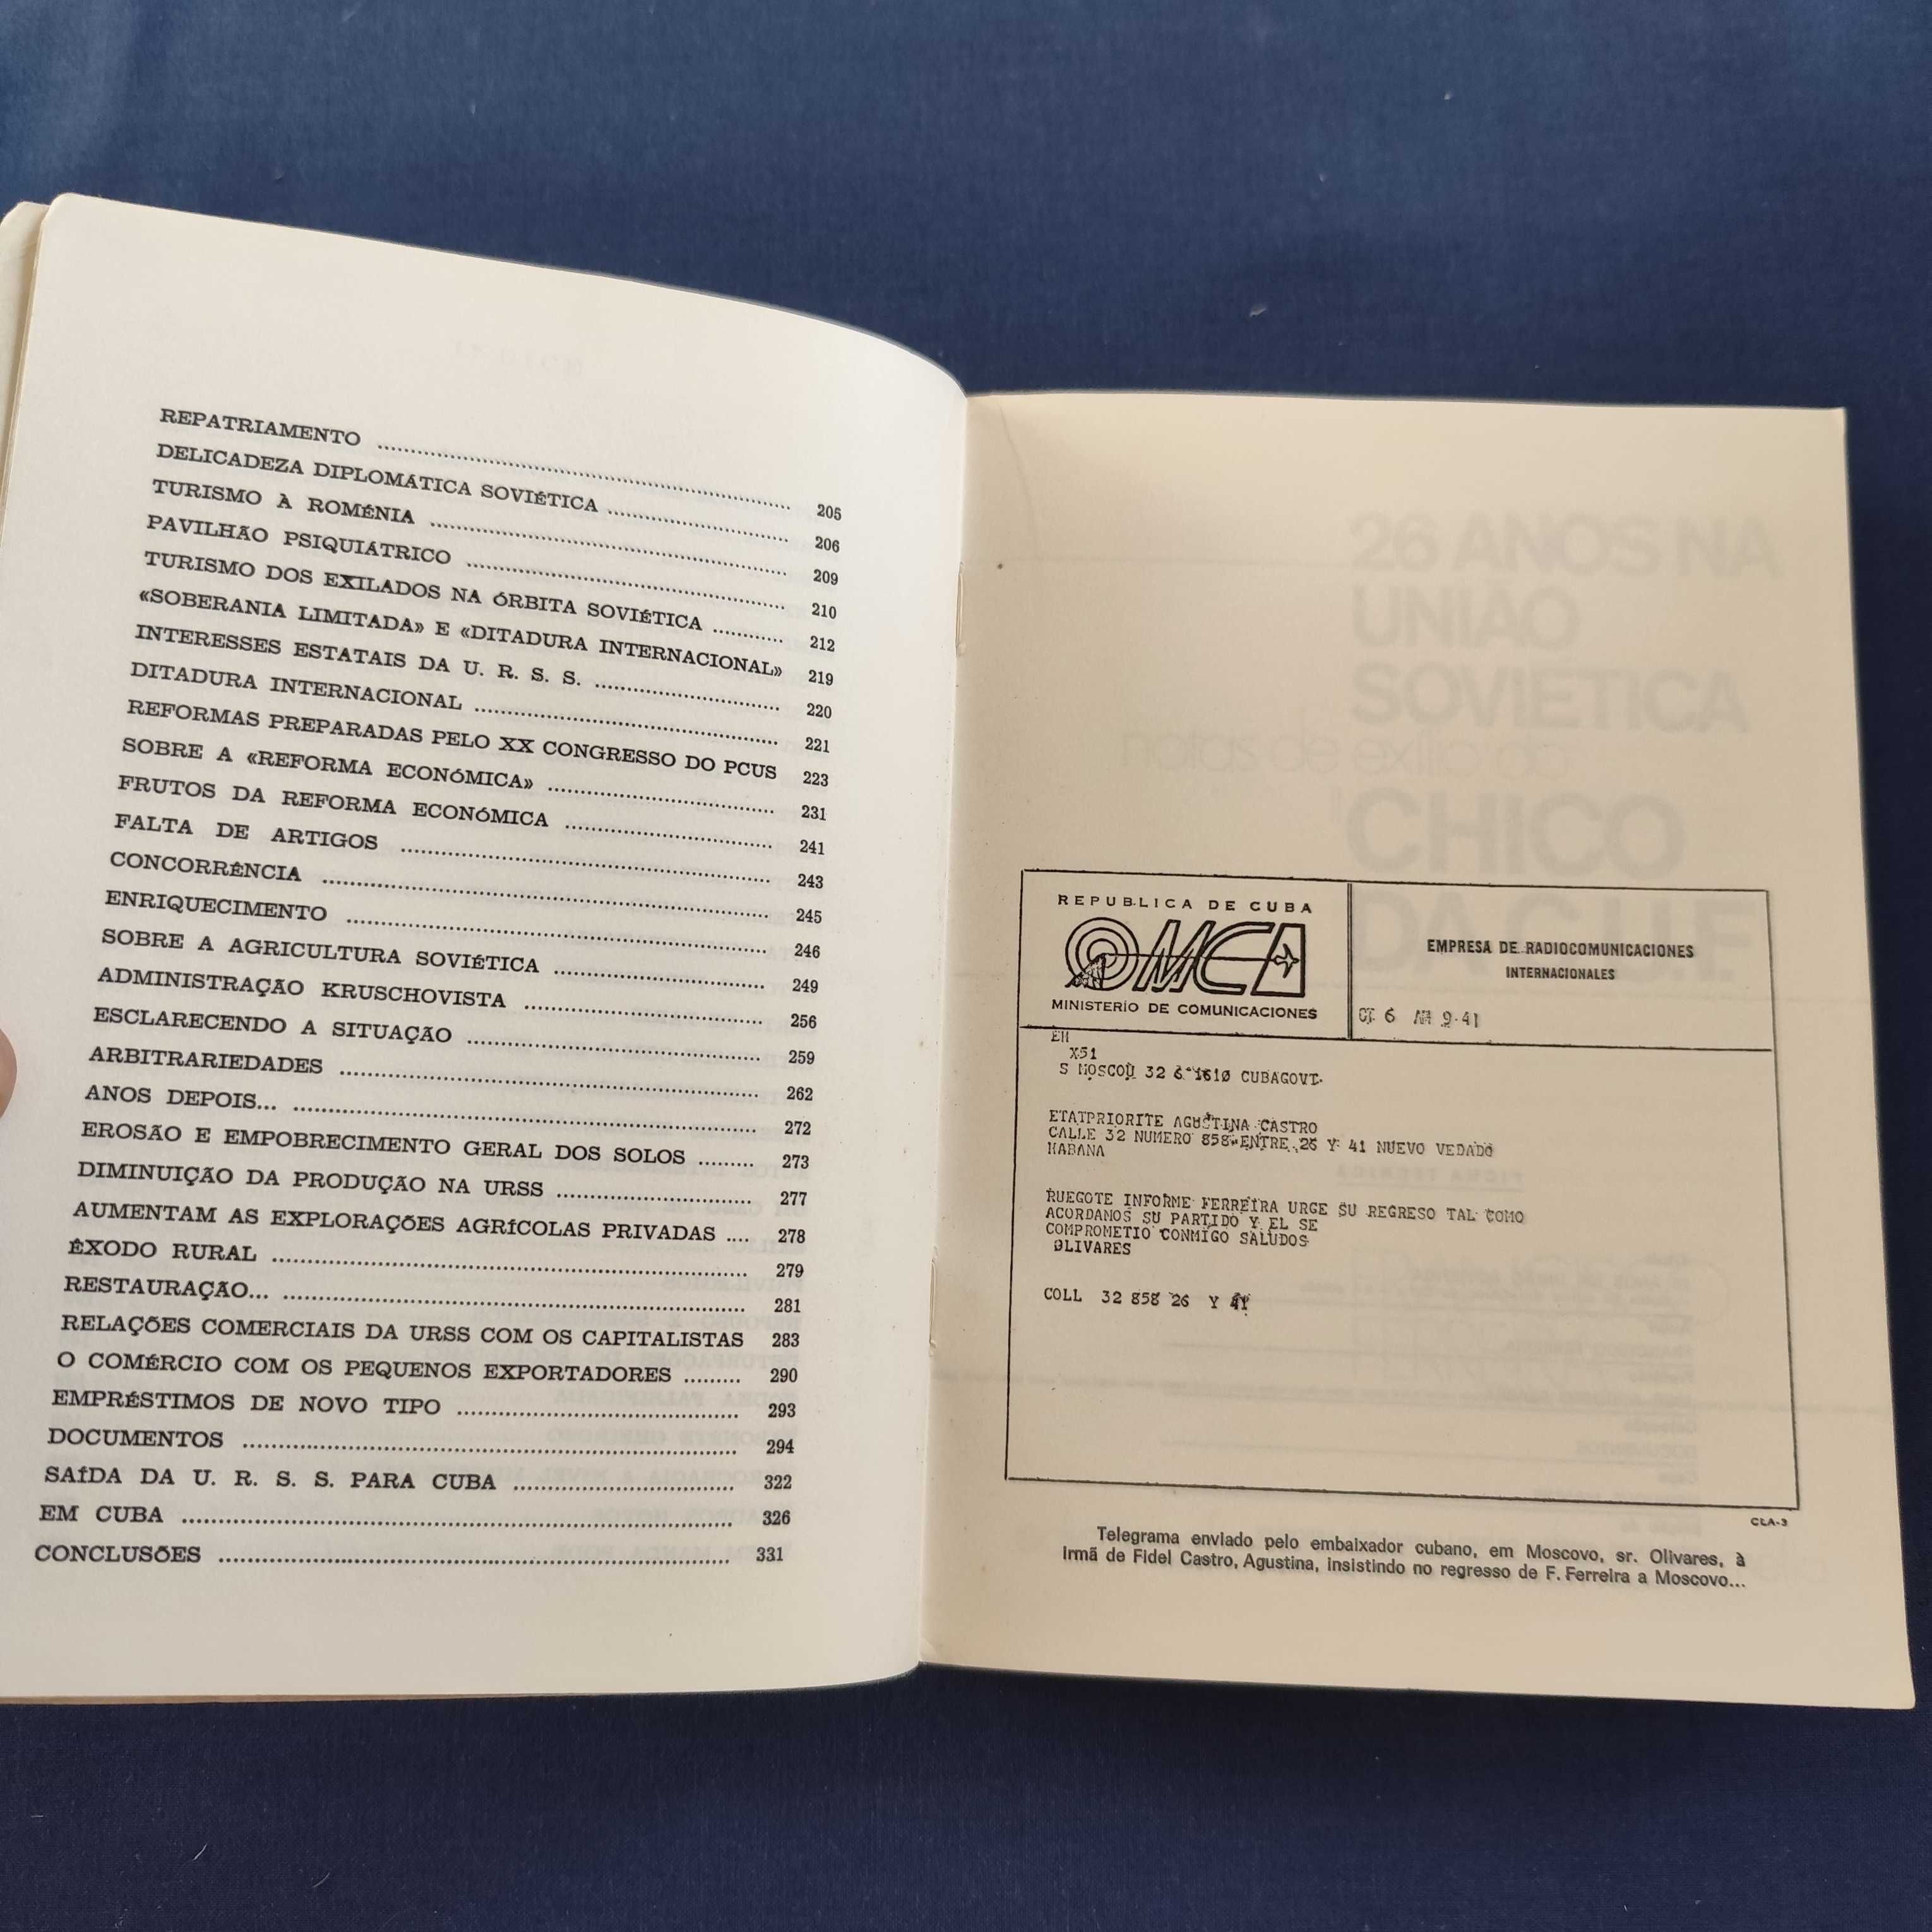 REPATRIAMENTO ........ 205
DELICADEZA DIPLOMÁTICA SOVIÉTICA ........ 206
TURISMO À ROMÉNIA ........ 209
PAVILHÃO PSIQUIÁTRICO ........ 210
TURISMO DOS EXILADOS NA ÓRBITA SOVIÉTICA ........ 212
«SOBERANIA LIMITADA» E «DITADURA INTERNACIONAL» 219
INTERESSES ESTATAIS DA U. R. S. S. ........ 220
DITADURA INTERNACIONAL ........ 221
REFORMAS PREPARADAS PELO XX CONGRESSO DO PCUS 223
SOBRE A «REFORMA ECONÓMICA» ........ 231
FRUTOS DA REFORMA ECONÓMICA ........ 241
FALTA DE ARTIGOS ........ 243
CONCORRÊNCIA ........ 245
ENRIQUECIMENTO ........ 246
SOBRE A AGRICULTURA SOVIÉTICA ........ 249
ADMINISTRAÇÃO KRUSCHOVISTA ........ 256
ESCLARECENDO A SITUAÇÃO ........ 259
ARBITRARIEDADES ........ 262
ANOS DEPOIS... ........ 272
EROSÃO E EMPOBRECIMENTO GERAL DOS SOLOS ........ 273
DIMINUIÇÃO DA PRODUÇÃO NA URSS ........ 277
AUMENTAM AS EXPLORAÇÕES AGRÍCOLAS PRIVADAS .... 278
ÊXODO RURAL ........ 279
RESTAURAÇÃO... ........ 281
RELAÇÕES COMERCIAIS DA URSS COM OS CAPITALISTAS 283
O COMÉRCIO COM OS PEQUENOS EXPORTADORES ........ 290
EMPRÉSTIMOS DE NOVO TIPO ........ 293
DOCUMENTOS ........ 294
SAÍDA DA U. R. S. S. PARA CUBA ........ 322
EM CUBA ........ 326
CONCLUSÕES ........ 331
26 ANOS NA
UNIÃO
SOVIÉTICA
notas de exílio do
CHICO
REPUBLICA DE CUBA
MINISTERIO DE COMUNICACIONES
EMPRESA DE RADIOCOMUNICACIONES
INTERNACIONALES
6 AM 9:41
EH
X51
S MOSCOU 32 6 1610 CUBAGOVT
ETATPRIORITE AGUSTINA CASTRO
CALLE 32 NUMERO 858 ENTRE 26 Y 41 NUEVO VEDADO
HABANA
RUEGOTE INFORME FERREIRA URGE SU REGRESO TAL COMO
ACORDAMOS SU PARTIDO Y EL SE
COMPROMETIO CONMIGO SALUDOS
OLIVARES
COLL 32 858 26 Y 41
CLA-3
Telegrama enviado pelo embaixador cubano, em Moscovo, sr. Olivares, à
irmã de Fidel Castro, Agustina, insistindo no regresso de F. Ferreira a Moscovo...